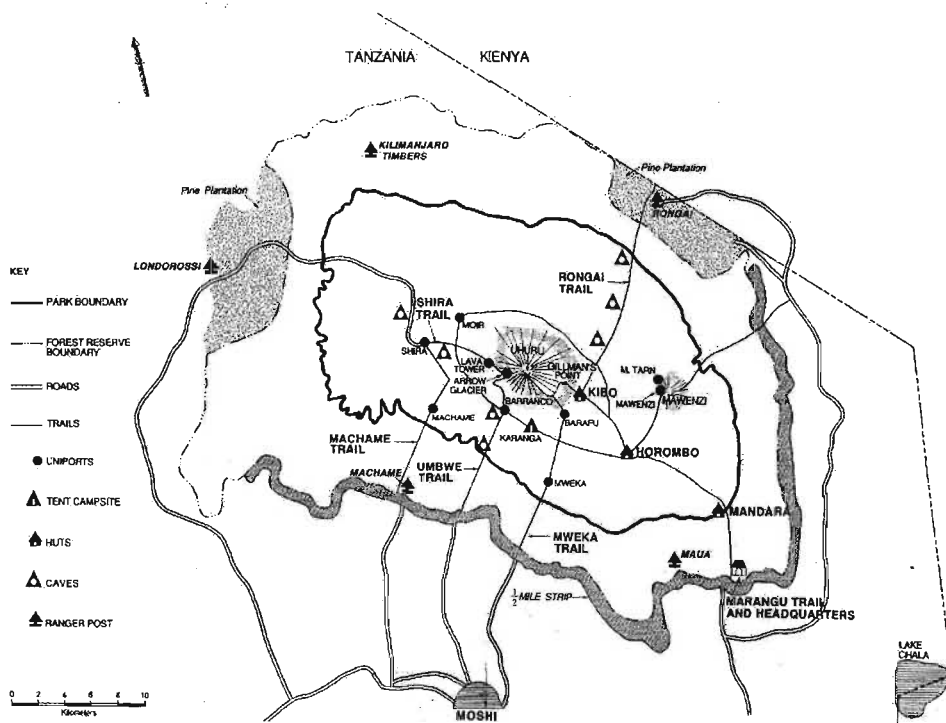 TANZANIA KENYA
KILIMANJARO
TIMBERS
Pine Plantation
Pine Plantation
RONGAI
LONDOROSSI
KEY
PARK BOUNDARY
FOREST RESERVE
BOUNDARY
ROADS
TRAILS
UNIPORTS
TENT CAMPSITE
HUTS
CAVES
RANGER POST
0 2 4 6 8 10
Kilometers
RONGAI
TRAIL
SHIRA
TRAIL
MOIR
SHIRA
UHURU
LAVA
TOWER
GILLMAN'S
POINT
ARROW
GLACIER
KIBO
M. TARN
MAWENZI
MAWENZI
BARRANCO
MACHAME
KARANGA
BARAFU
MACHAME
TRAIL
HOROMBO
UMBWE
TRAIL
MACHAME
MWEKA
MANDARA
MWEKA
TRAIL
MAUA
1/2 MILE STRIP
MARANGU TRAIL
AND HEADQUARTERS
LAKE
CHALA
MOSHI